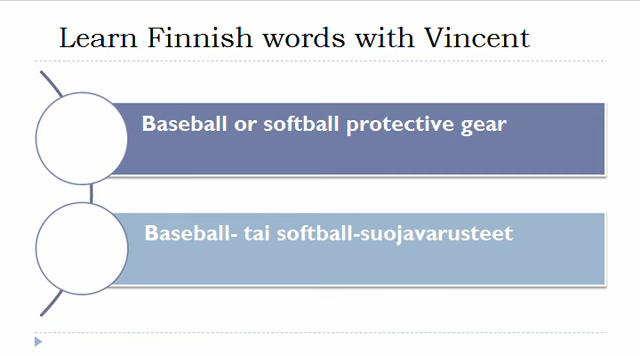 Learn Finnish words with Vincent
Baseball or softball protective gear
Baseball- tai softball-suojavarusteet